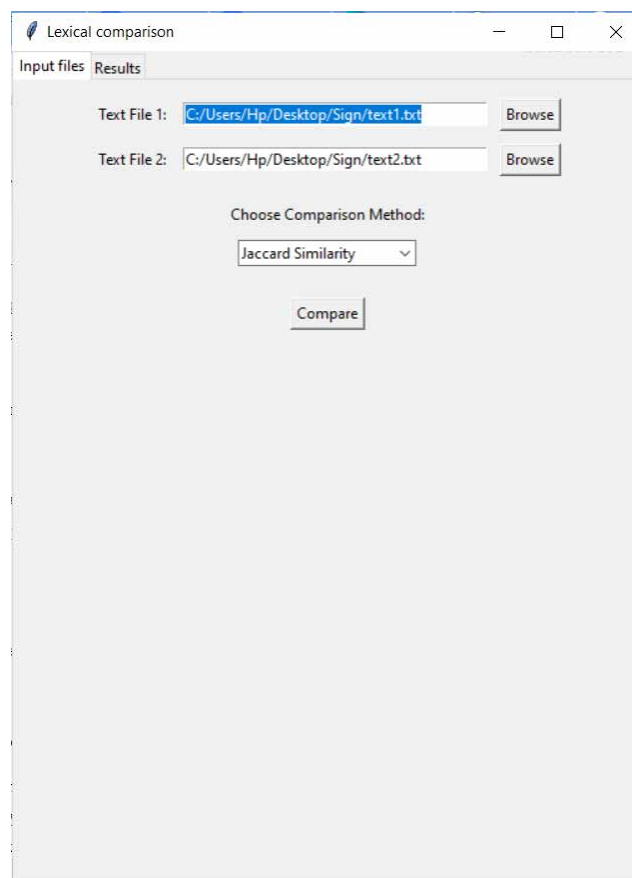 Lexical comparison
Input files Results
Text File 1: C:/Users/Hp/Desktop/Sign/text1.txt Browse
Text File 2: C:/Users/Hp/Desktop/Sign/text2.txt Browse
Choose Comparison Method:
Jaccard Similarity
Compare